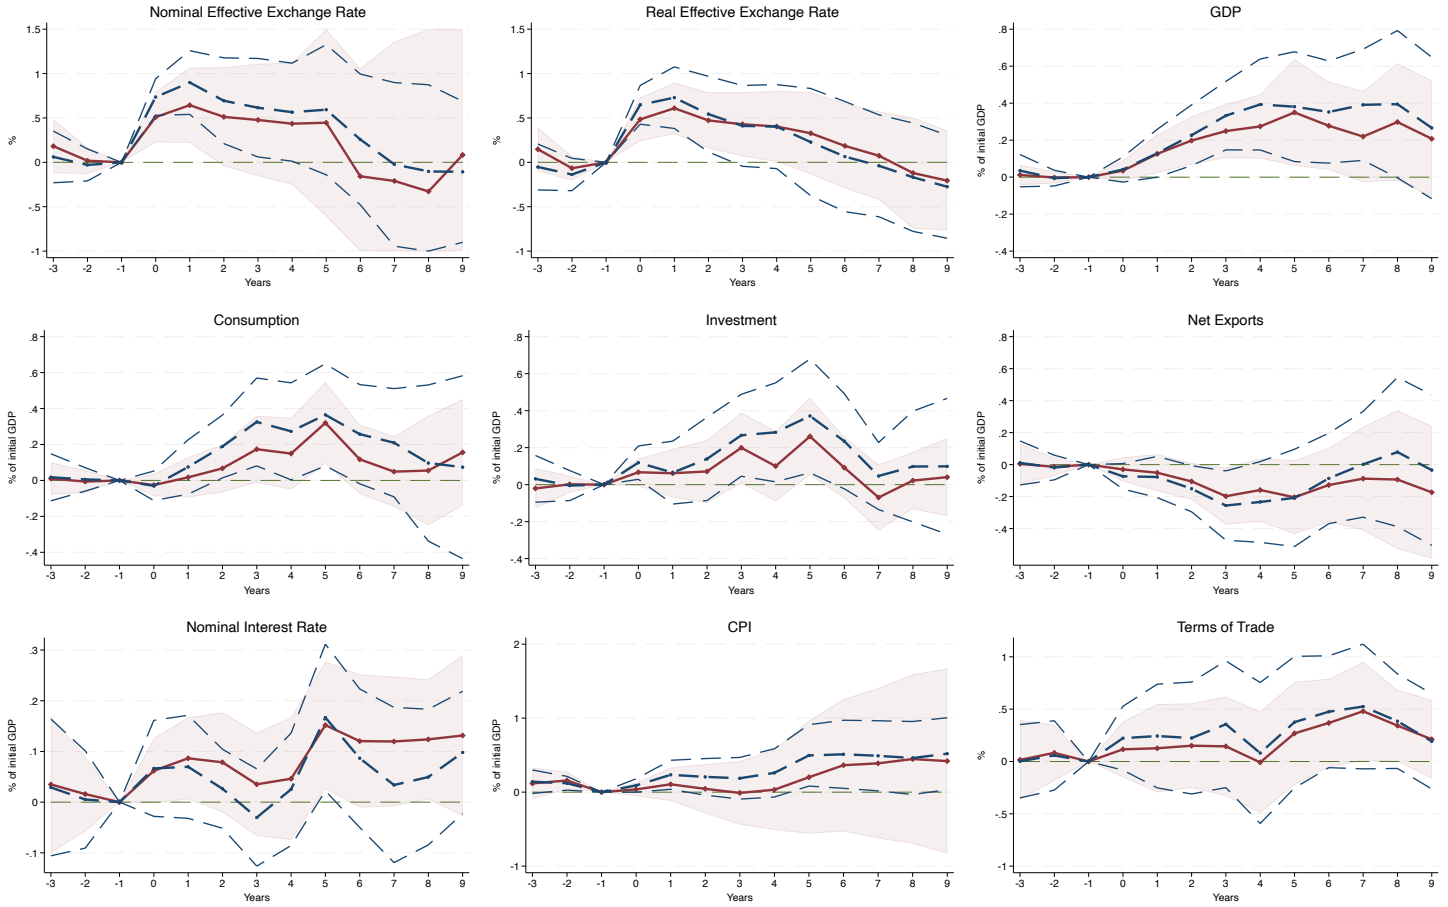 Nominal Effective Exchange Rate
%
1.5
1
.5
0
-.5
-1
-3 -2 -1 0 1 2 3 4 5 6 7 8 9
Years
Real Effective Exchange Rate
%
1.5
1
.5
0
-.5
-1
-3 -2 -1 0 1 2 3 4 5 6 7 8 9
Years
GDP
% of initial GDP
.8
.6
.4
.2
0
-.2
-.4
-3 -2 -1 0 1 2 3 4 5 6 7 8 9
Years
Consumption
% of initial GDP
.8
.6
.4
.2
0
-.2
-.4
-3 -2 -1 0 1 2 3 4 5 6 7 8 9
Years
Investment
% of initial GDP
.8
.6
.4
.2
0
-.2
-.4
-3 -2 -1 0 1 2 3 4 5 6 7 8 9
Years
Net Exports
% of initial GDP
.8
.6
.4
.2
0
-.2
-.4
-3 -2 -1 0 1 2 3 4 5 6 7 8 9
Years
Nominal Interest Rate
% of initial GDP
.3
.2
.1
0
-.1
-3 -2 -1 0 1 2 3 4 5 6 7 8 9
Years
CPI
% of initial GDP
2
1
0
-1
-3 -2 -1 0 1 2 3 4 5 6 7 8 9
Years
Terms of Trade
%
1
.5
0
-.5
-1
-3 -2 -1 0 1 2 3 4 5 6 7 8 9
Years